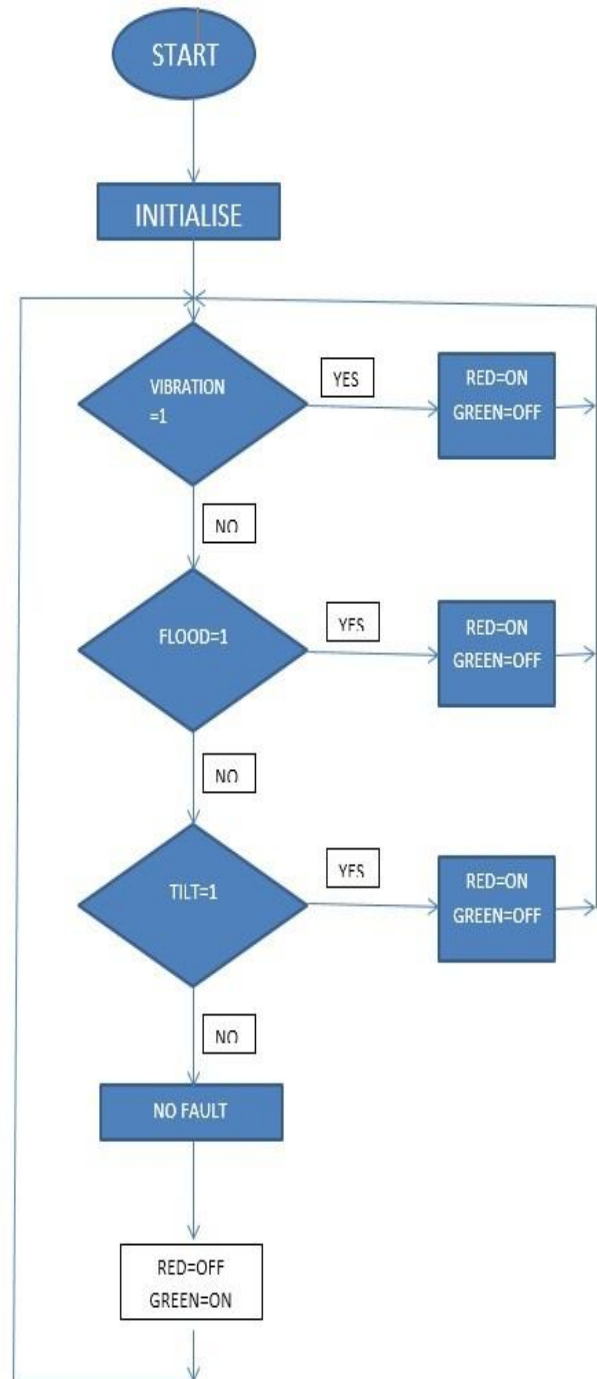 START
INITIALISE
VIBRATION
=1
YES
RED=ON
GREEN=OFF
NO
FLOOD=1
YES
RED=ON
GREEN=OFF
NO
TILT=1
YES
RED=ON
GREEN=OFF
NO
NO FAULT
RED=OFF
GREEN=ON